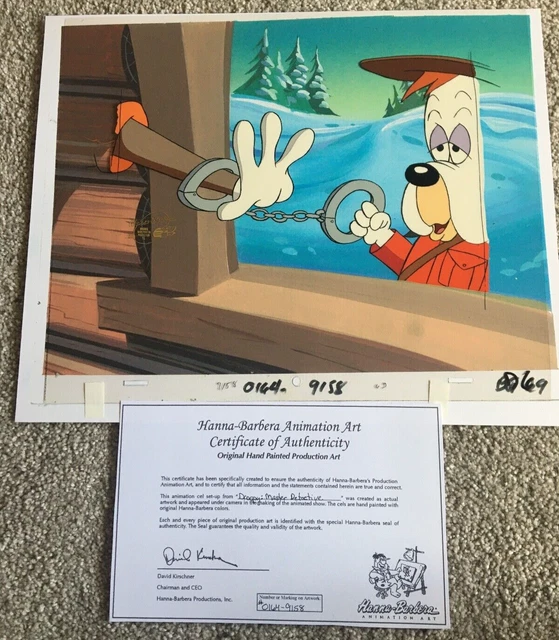 0164-9158
69
Hanna-Barbera Animation Art
Certificate of Authenticity
Original Hand Painted Production Art
This certificate has been specifically created to ensure the authenticity of Hanna-Barbera's Production
Animation Art, and to certify that all information and the statements contained herein are true and correct.
This animation cel set-up from "Droopy: Master Detective" was created as actual
artwork and appeared under camera in the making of the animated show. The cels are hand painted with
original Hanna-Barbera colors.
Each and every piece of original production art is identified with the special Hanna-Barbera seal of
authenticity. The Seal guarantees the quality and validity of the artwork.
David Kirschner
David Kirschner
Chairman and CEO
Hanna-Barbera Productions, Inc.
Number or Marking on Artwork
#0164-9158
Hanna-Barbera
ANIMATION ART